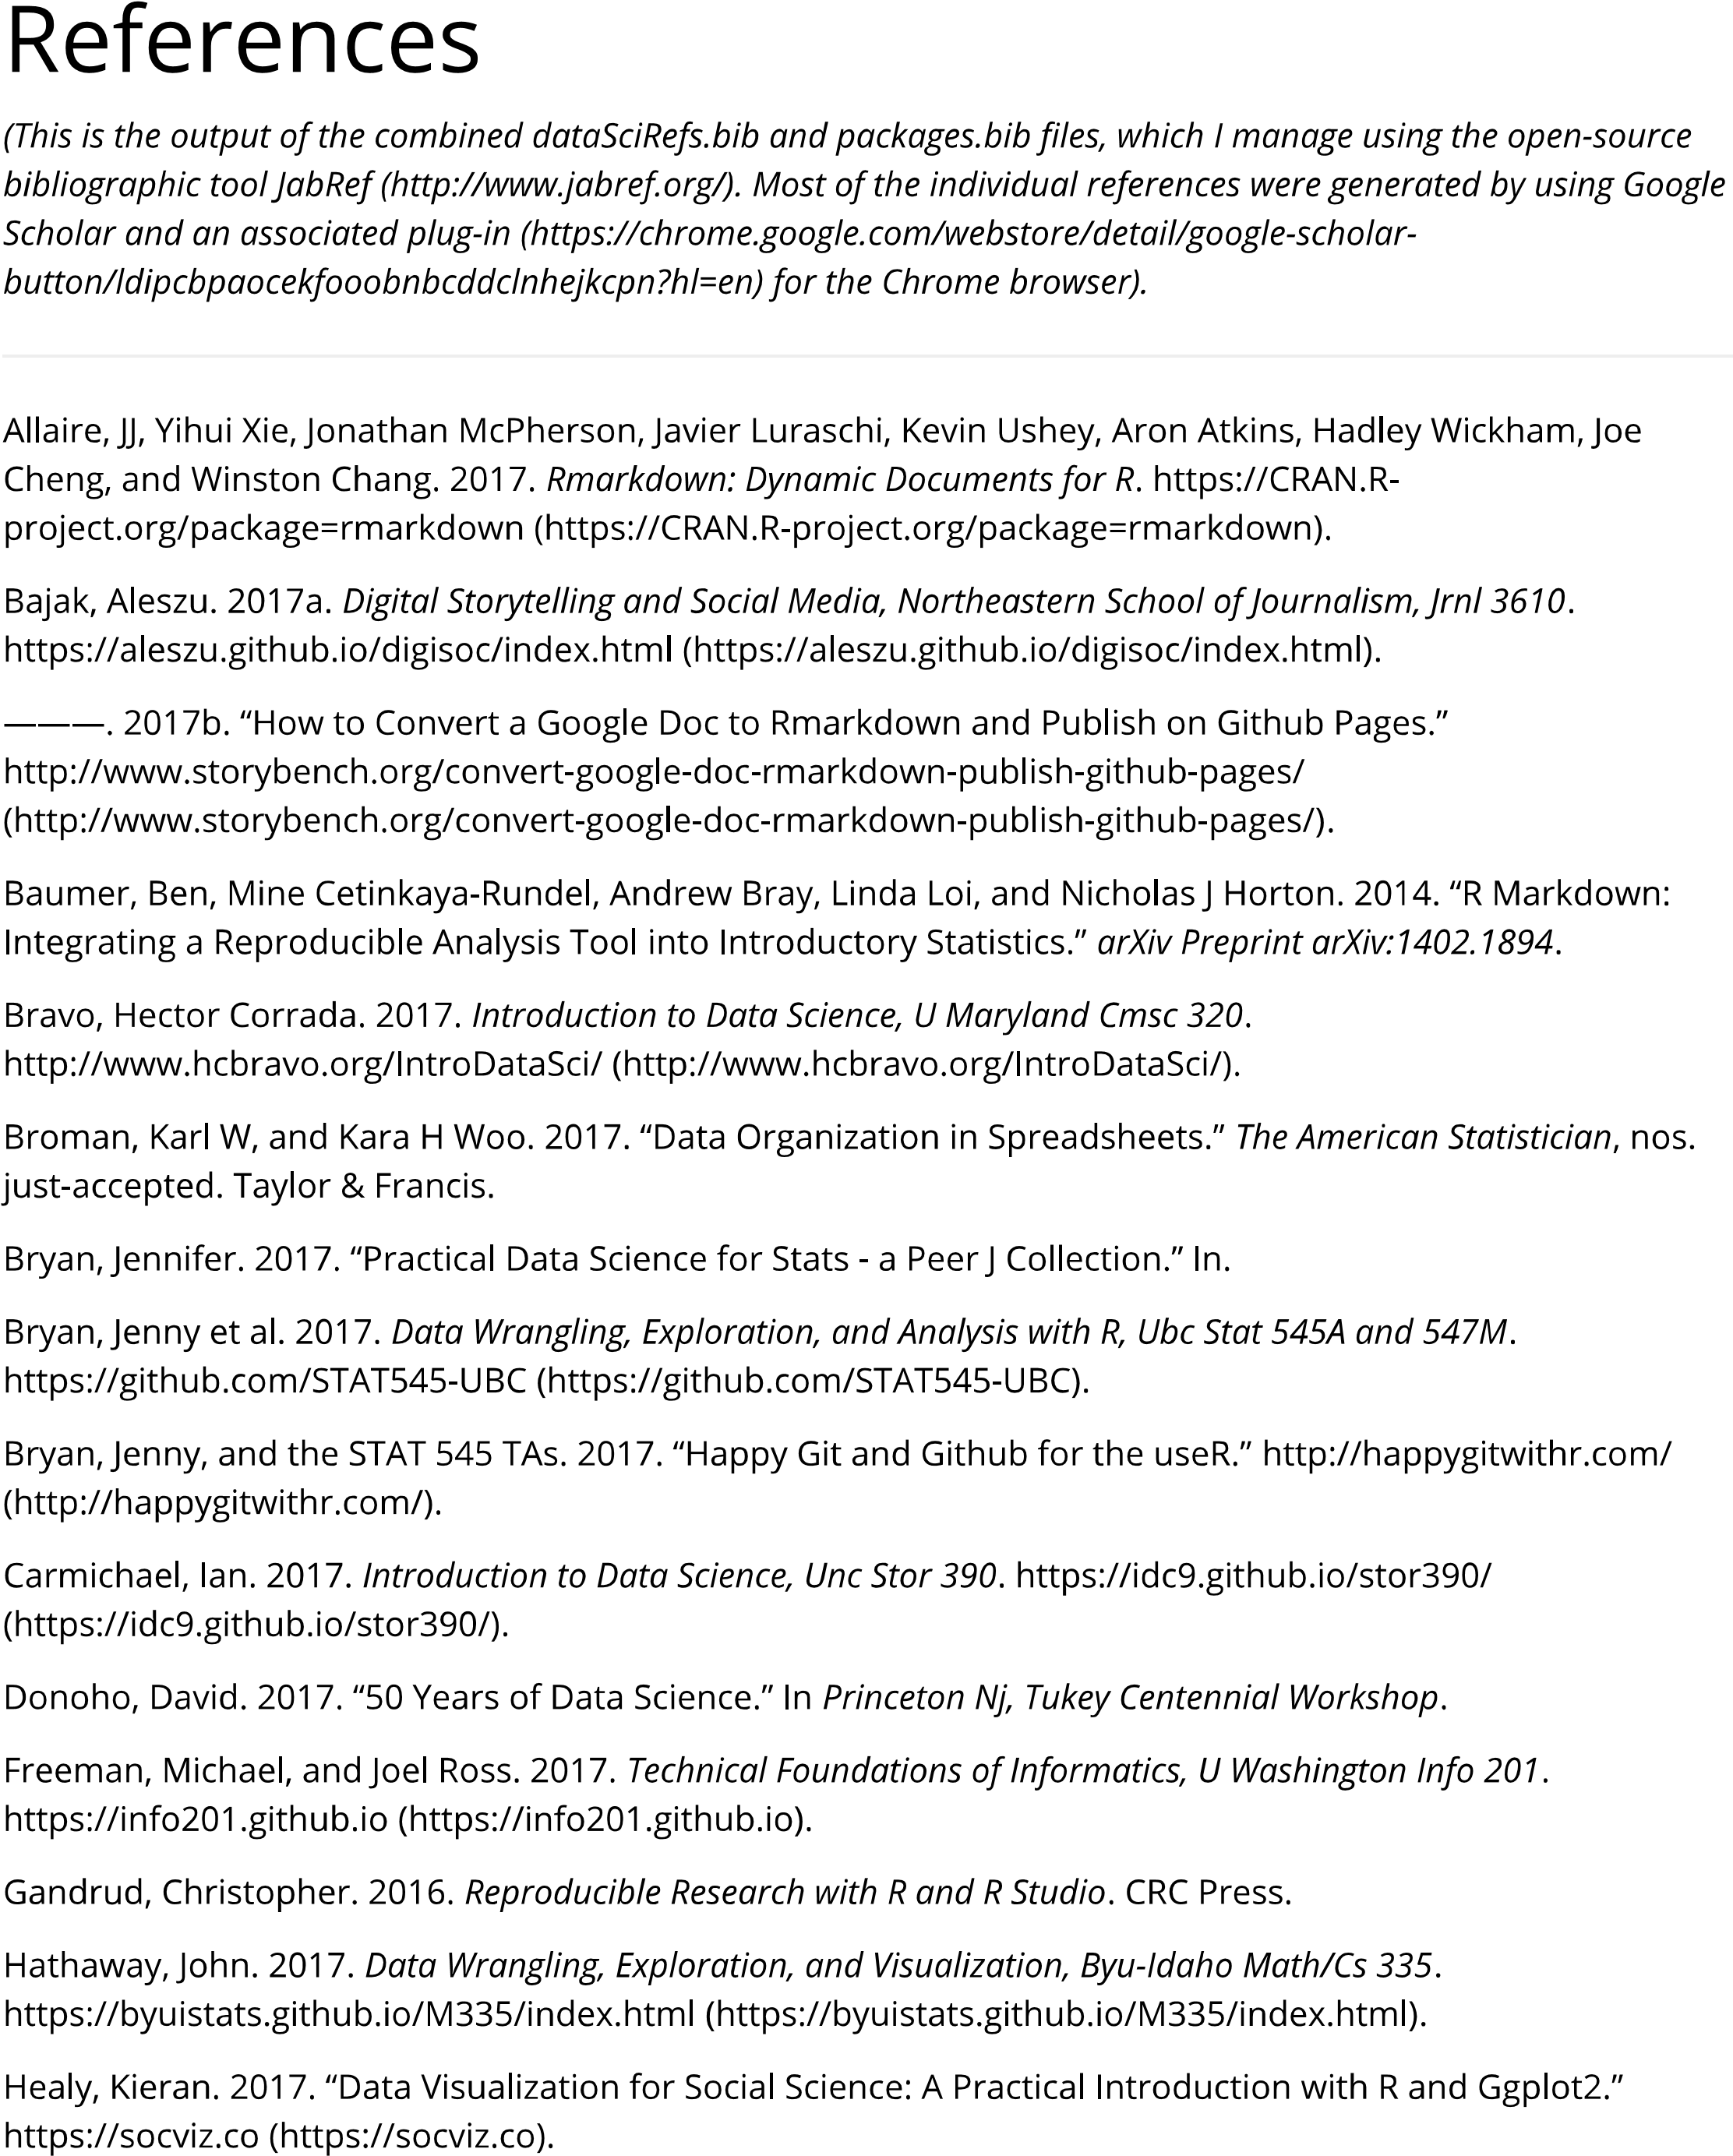 References
(This is the output of the combined dataSciRefs.bib and packages.bib files, which I manage using the open-source
bibliographic tool JabRef (http://www.jabref.org/). Most of the individual references were generated by using Google
Scholar and an associated plug-in (https://chrome.google.com/webstore/detail/google-scholar-
button/ldipcbpaocekfooobnbcddclnhejkcpn?hl=en) for the Chrome browser).
Allaire, JJ, Yihui Xie, Jonathan McPherson, Javier Luraschi, Kevin Ushey, Aron Atkins, Hadley Wickham, Joe
Cheng, and Winston Chang. 2017. Rmarkdown: Dynamic Documents for R. https://CRAN.R-
project.org/package=rmarkdown (https://CRAN.R-project.org/package=rmarkdown).
Bajak, Aleszu. 2017a. Digital Storytelling and Social Media, Northeastern School of Journalism, Jrnl 3610.
https://aleszu.github.io/digisoc/index.html (https://aleszu.github.io/digisoc/index.html).
———. 2017b. “How to Convert a Google Doc to Rmarkdown and Publish on Github Pages.”
http://www.storybench.org/convert-google-doc-rmarkdown-publish-github-pages/
(http://www.storybench.org/convert-google-doc-rmarkdown-publish-github-pages/).
Baumer, Ben, Mine Cetinkaya-Rundel, Andrew Bray, Linda Loi, and Nicholas J Horton. 2014. “R Markdown:
Integrating a Reproducible Analysis Tool into Introductory Statistics.” arXiv Preprint arXiv:1402.1894.
Bravo, Hector Corrada. 2017. Introduction to Data Science, U Maryland Cmsc 320.
http://www.hcbravo.org/IntroDataSci/ (http://www.hcbravo.org/IntroDataSci/).
Broman, Karl W, and Kara H Woo. 2017. “Data Organization in Spreadsheets.” The American Statistician, nos.
just-accepted. Taylor & Francis.
Bryan, Jennifer. 2017. “Practical Data Science for Stats - a Peer J Collection.” In.
Bryan, Jenny et al. 2017. Data Wrangling, Exploration, and Analysis with R, Ubc Stat 545A and 547M.
https://github.com/STAT545-UBC (https://github.com/STAT545-UBC).
Bryan, Jenny, and the STAT 545 TAs. 2017. “Happy Git and Github for the useR.” http://happygitwithr.com/
(http://happygitwithr.com/).
Carmichael, Ian. 2017. Introduction to Data Science, Unc Stor 390. https://idc9.github.io/stor390/
(https://idc9.github.io/stor390/).
Donoho, David. 2017. “50 Years of Data Science.” In Princeton Nj, Tukey Centennial Workshop.
Freeman, Michael, and Joel Ross. 2017. Technical Foundations of Informatics, U Washington Info 201.
https://info201.github.io (https://info201.github.io).
Gandrud, Christopher. 2016. Reproducible Research with R and R Studio. CRC Press.
Hathaway, John. 2017. Data Wrangling, Exploration, and Visualization, Byu-Idaho Math/Cs 335.
https://byuistats.github.io/M335/index.html (https://byuistats.github.io/M335/index.html).
Healy, Kieran. 2017. “Data Visualization for Social Science: A Practical Introduction with R and Ggplot2.”
https://socviz.co (https://socviz.co).